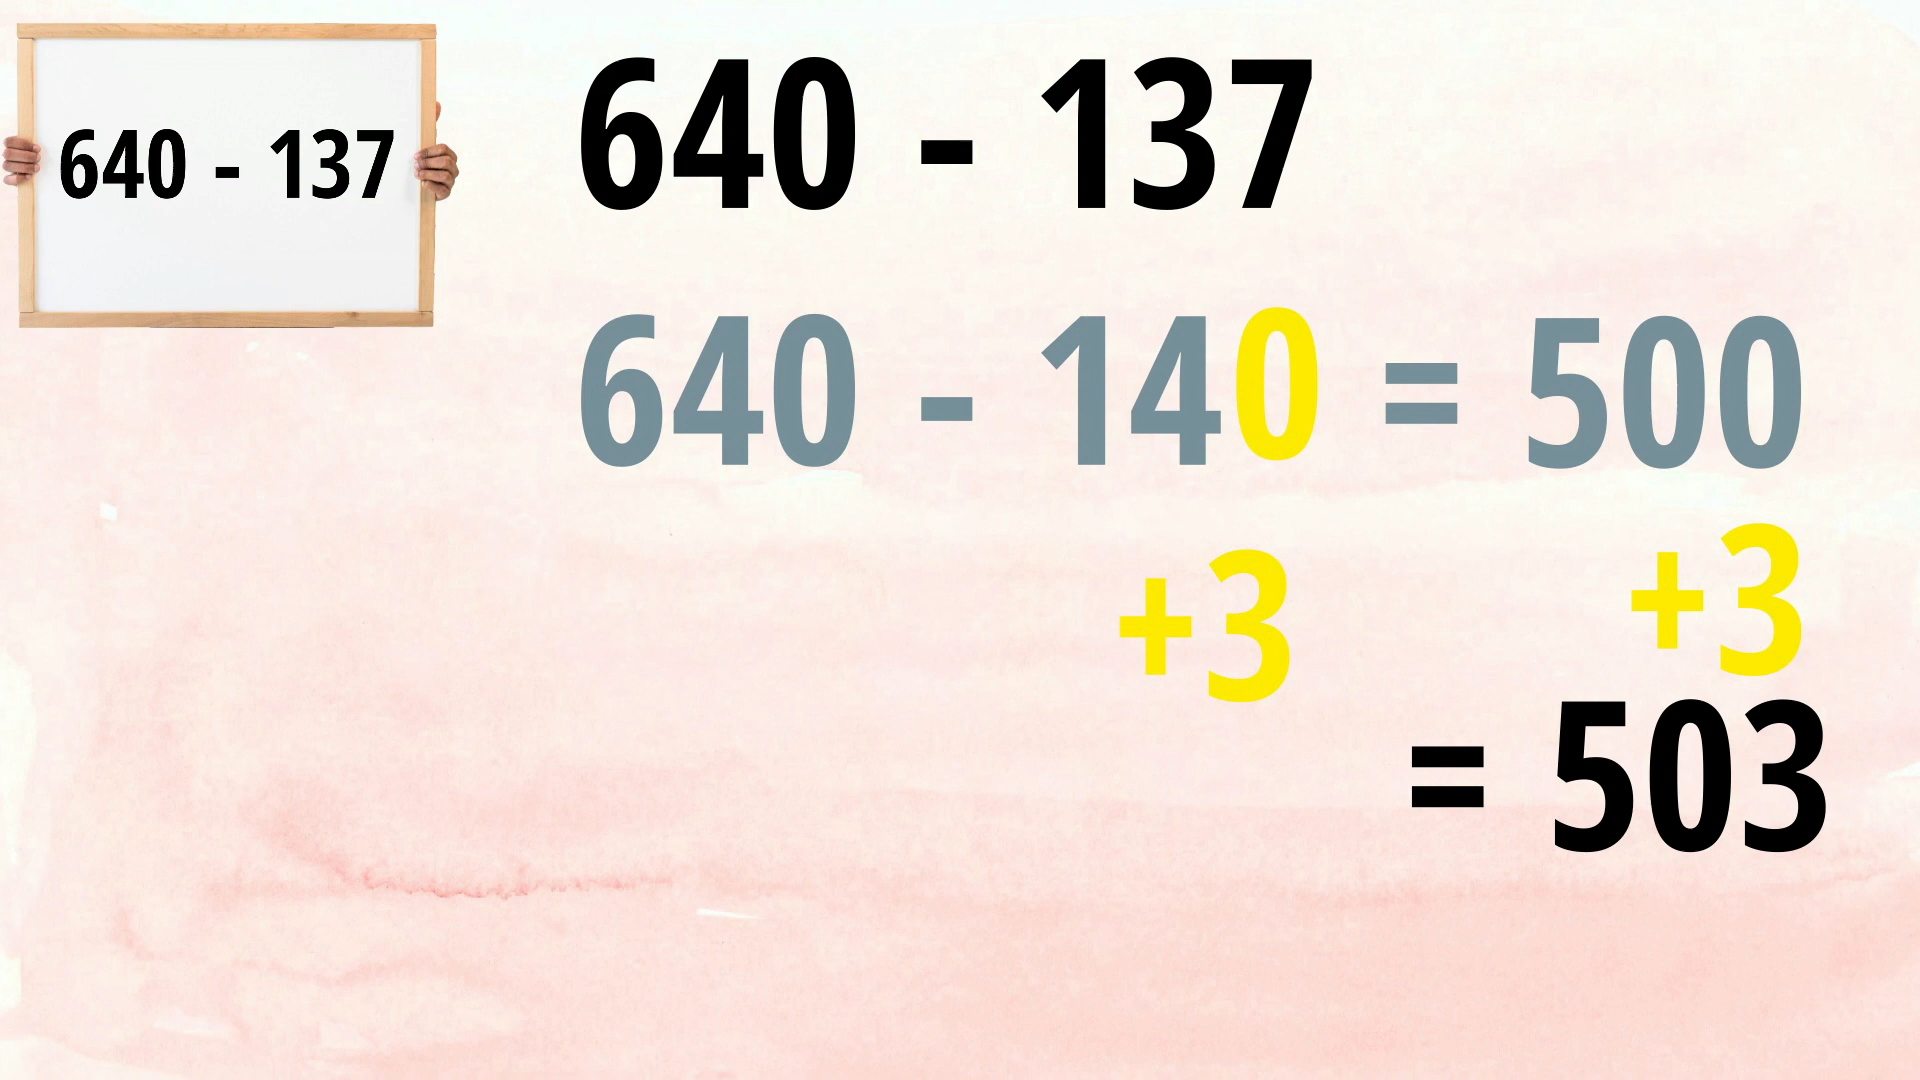 640 - 137
640 - 137
640 - 140 = 500
+3 +3
= 503